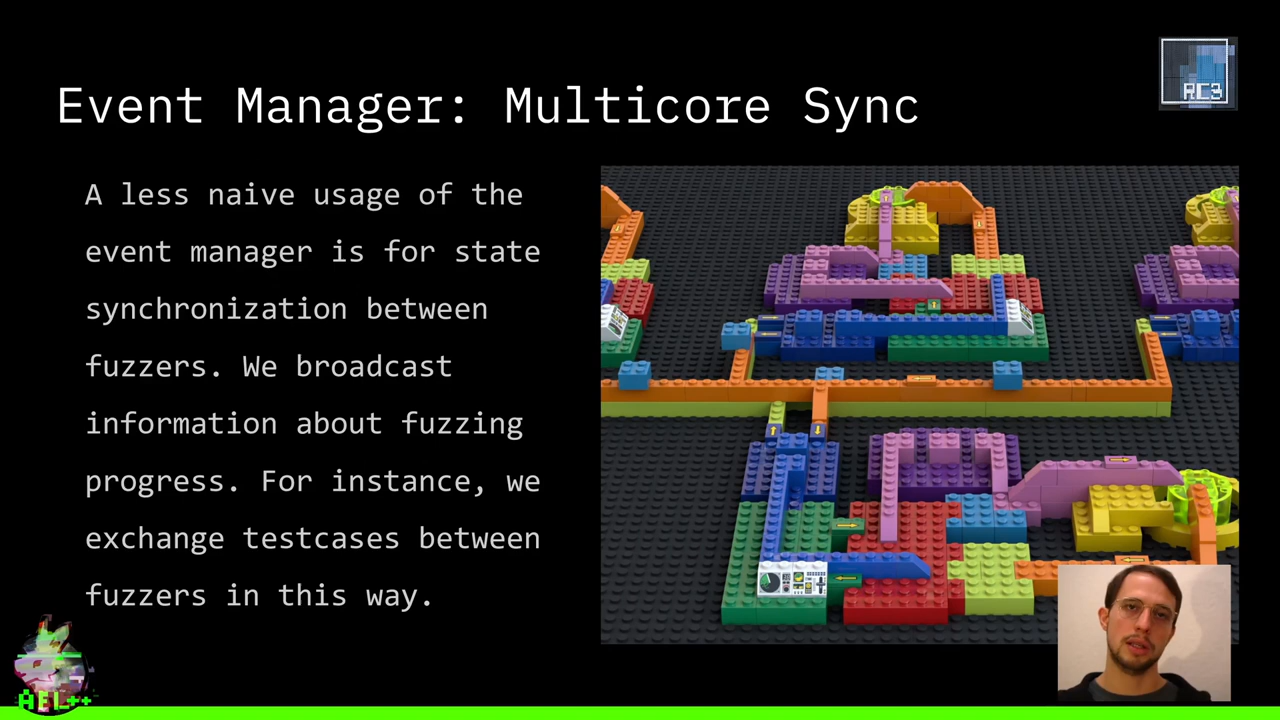 Event Manager: Multicore Sync
RC3
A less naive usage of the
event manager is for state
synchronization between
fuzzers. We broadcast
information about fuzzing
progress. For instance, we
exchange testcases between
fuzzers in this way.
AFL++